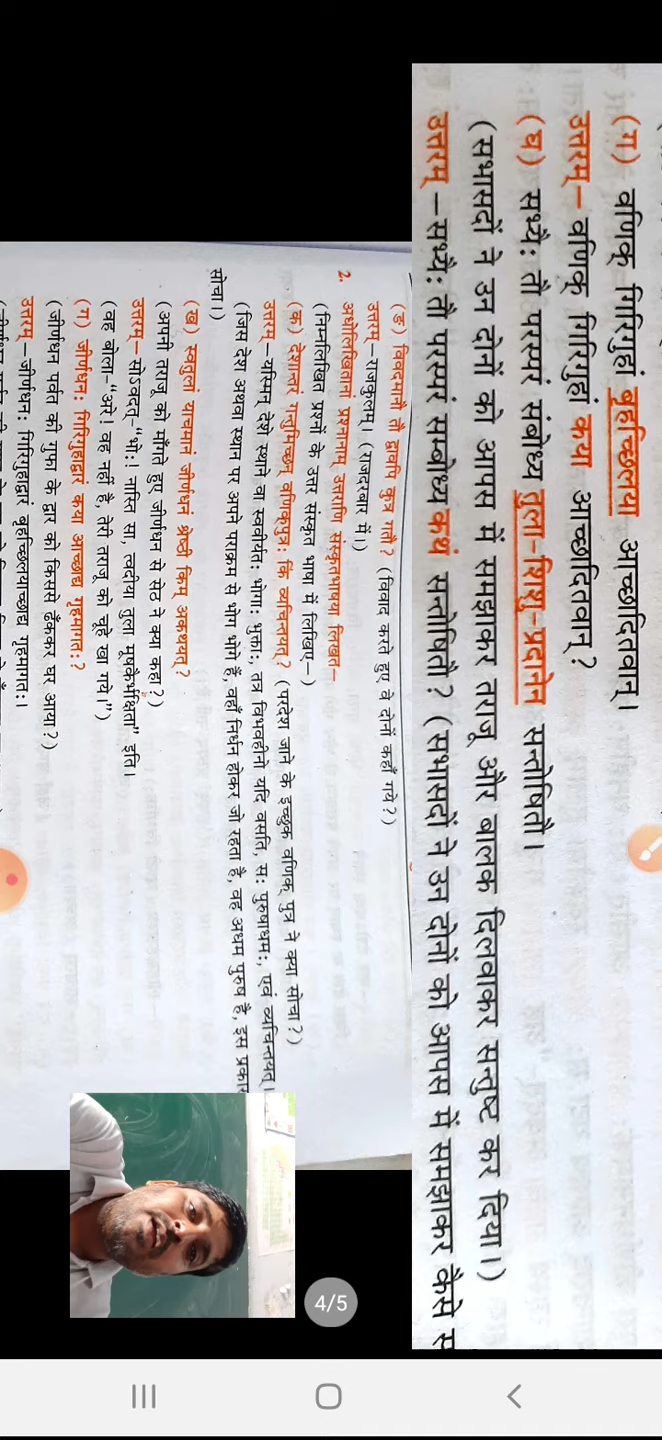 (ग) वणिक् गिरिगुहां बृहच्छिलया आच्छादितवान्।
उत्तरम्– वणिक् गिरिगुहां कया आच्छादितवान्?
(घ) सभ्यैः तौ परस्परं संबोध्य तुला-शिशु-प्रदानेन सन्तोषितौ।
(सभासदों ने उन दोनों को आपस में समझाकर तराजू और बालक दिलवाकर सन्तुष्ट कर दिया।)
उत्तरम् –सभ्यैः तौ परस्परं सम्बोध्य कथं सन्तोषितौ? (सभासदों ने उन दोनों को आपस में समझाकर कैसे
(ङ) विवदमानौ तौ द्वावपि कुत्र गतौ? (विवाद करते हुए वे दोनों कहाँ गये?)
उत्तरम् –राजकुलम्। (राजदरबार में।)
2. अधोलिखितानां प्रश्नानाम् उत्तराणि संस्कृतभाषया लिखत–
(निम्नलिखित प्रश्नों के उत्तर संस्कृत भाषा में लिखिए–)
(क) देशान्तरं गन्तुमिच्छन् वणिक्पुत्रः किं व्यचिन्तयत्? (परदेश जाने के इच्छुक वणिक् पुत्र ने क्या सोचा?)
उत्तरम् –यस्मिन् देशे स्थाने वा स्ववीर्यतः भोगाः भुक्ताः, तत्र विभवहीनो यदि वसति, सः पुरुषाधमः, एवं व्यचिन्तयत्।
(जिस देश अथवा स्थान पर अपने पराक्रम से भोग भोगे हैं, वहाँ निर्धन होकर जो रहता है, वह अधम पुरुष है, इस प्रकार
सोचा।)
(ख) स्वतुलां याचमानं जीर्णधनं श्रेष्ठी किम् अकथयत्?
(अपनी तराजू को माँगते हुए जीर्णधन से सेठ ने क्या कहा?)
उत्तरम्– सोऽवदत्–"भोः! नास्ति सा, त्वदीया तुला मूषकैर्भक्षिता" इति।
(वह बोला–"अरे! वह नहीं है, तेरी तराजू को चूहे खा गये।")
(ग) जीर्णधनः गिरिगुहाद्वारं कया आच्छाद्य गृहमागतः?
(जीर्णधन पर्वत की गुफा के द्वार को किससे ढँककर घर आया?)
उत्तरम् –जीर्णधनः गिरिगुहाद्वारं बृहच्छिलयाच्छाद्य गृहमागतः।
4/5